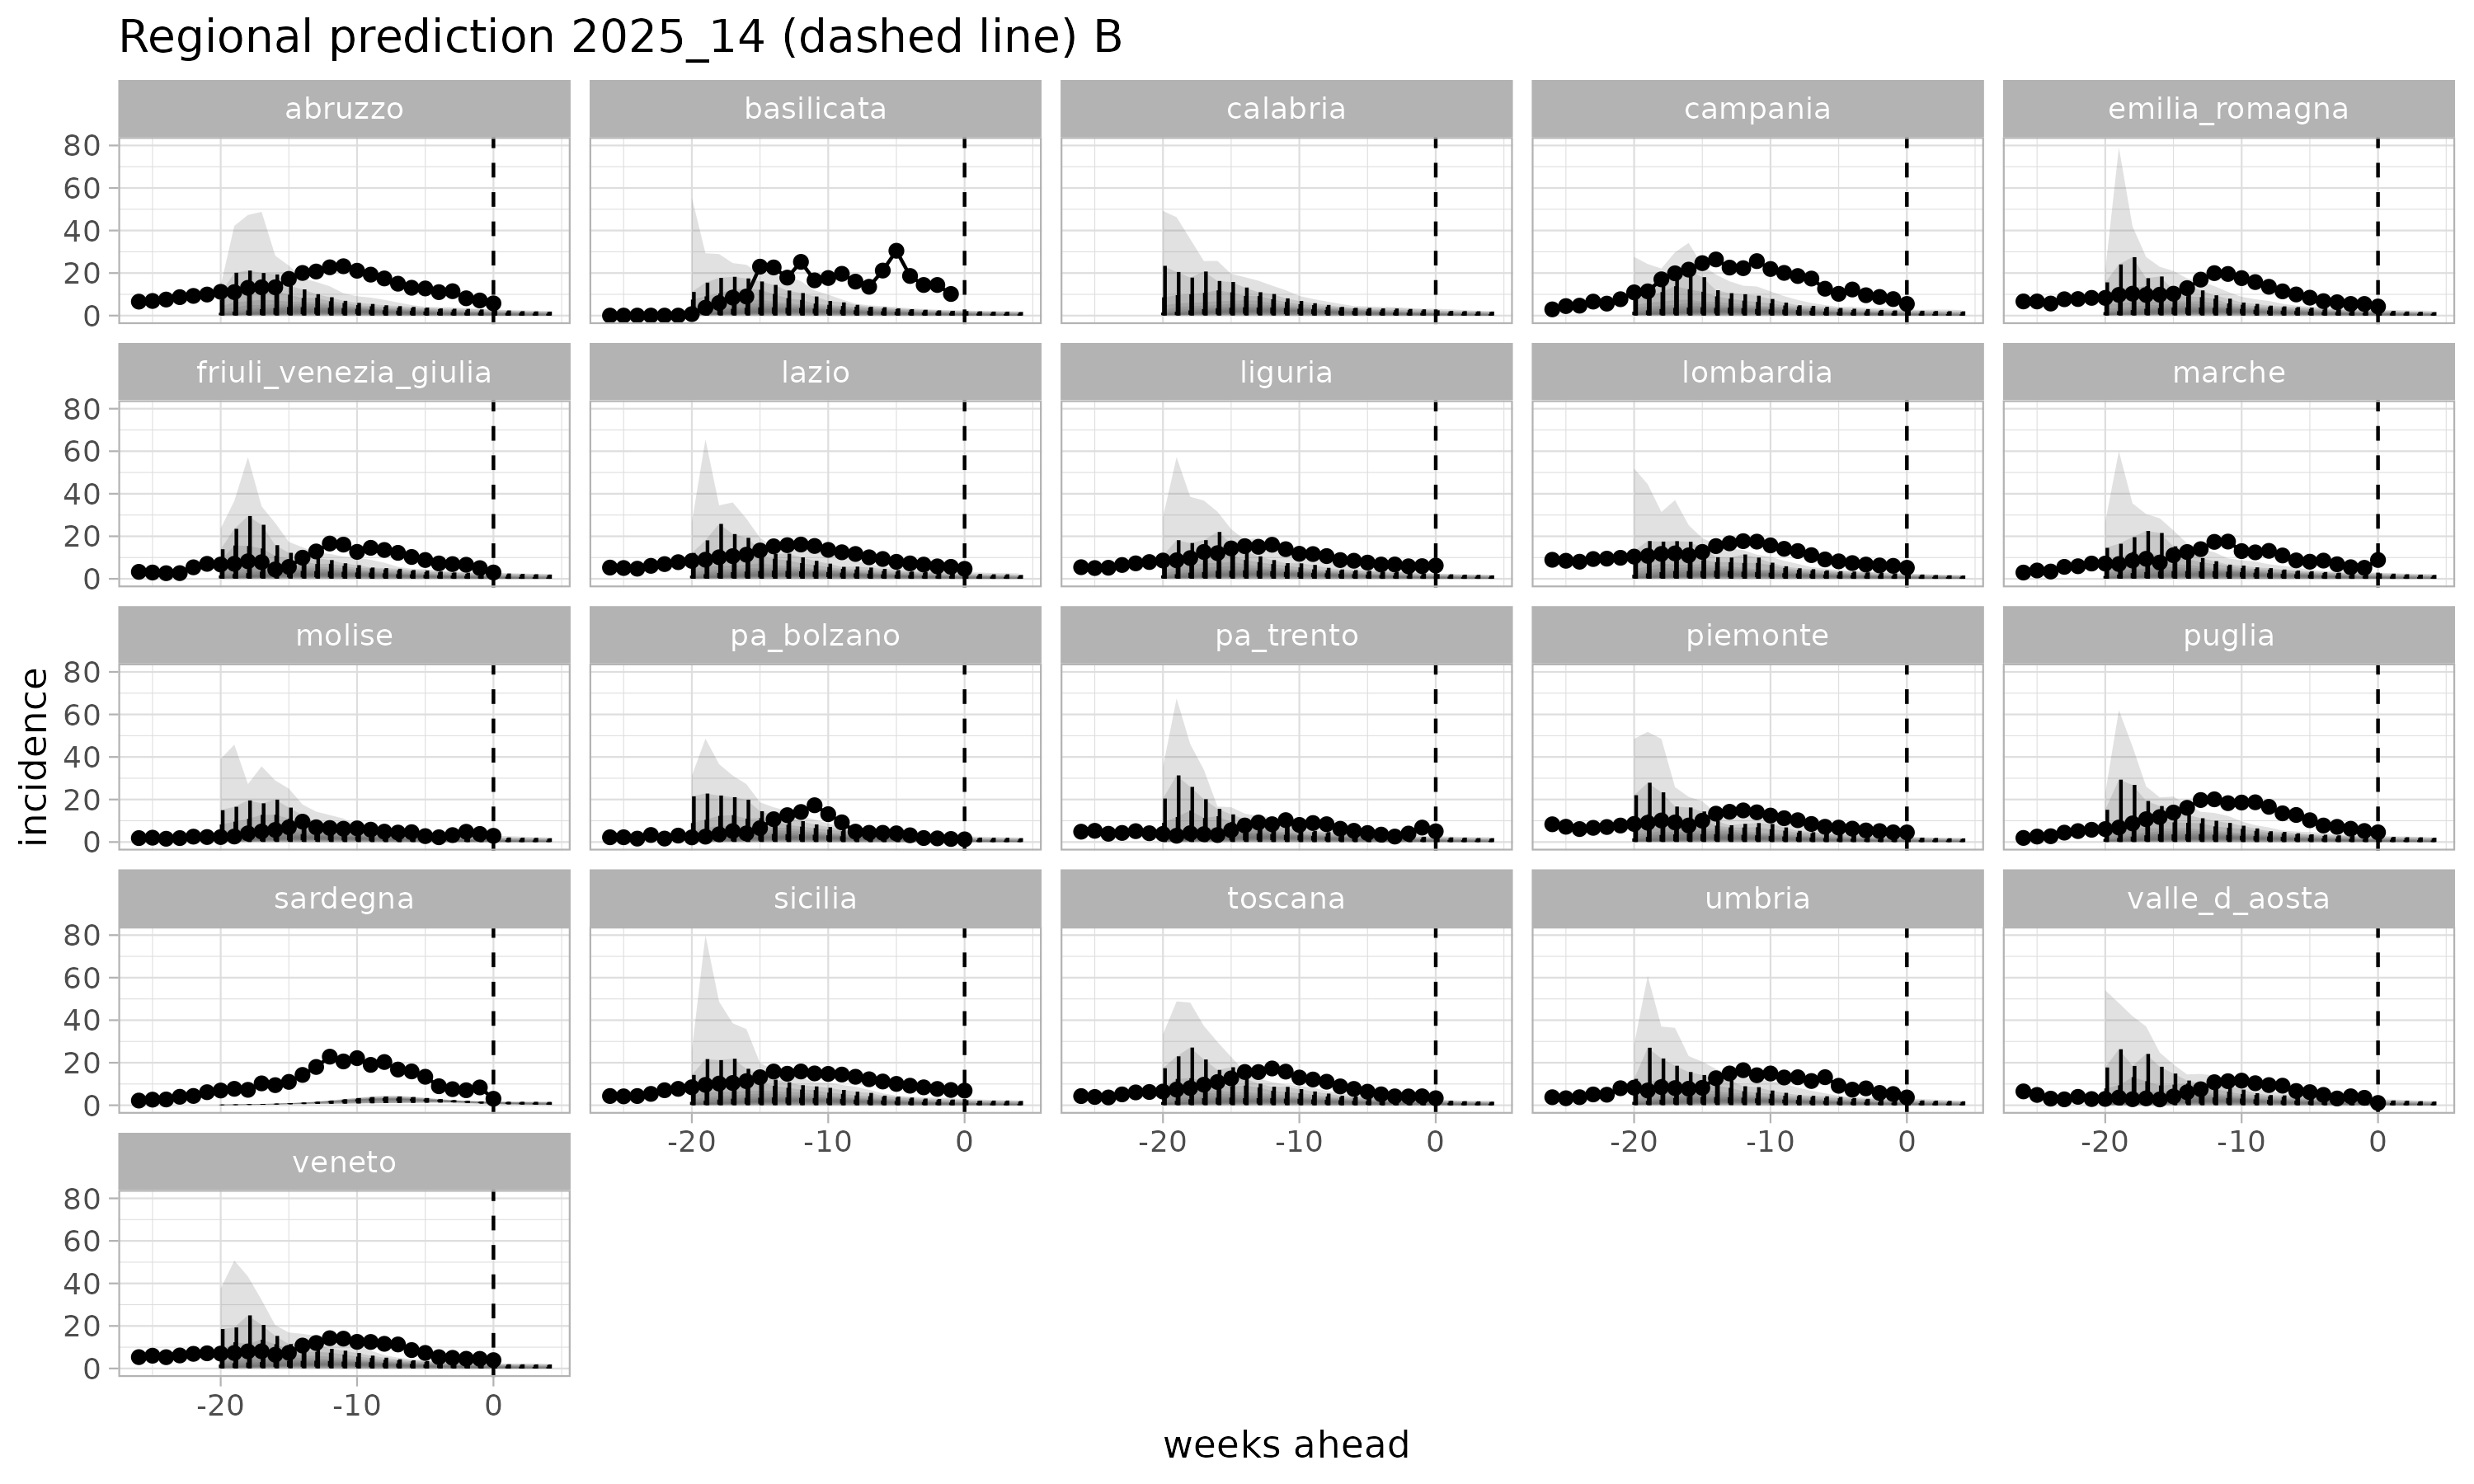 Regional prediction 2025_14 (dashed line) B
abruzzo basilicata calabria campania emilia_romagna
80
60
40
20
0
friuli_venezia_giulia lazio liguria lombardia marche
80
60
40
20
0
molise pa_bolzano pa_trento piemonte puglia
80
60
40
20
0
incidence
sardegna sicilia toscana umbria valle_d_aosta
80
60
40
20
0
-20 -10 0 -20 -10 0 -20 -10 0 -20 -10 0
veneto
80
60
40
20
0
-20 -10 0
weeks ahead